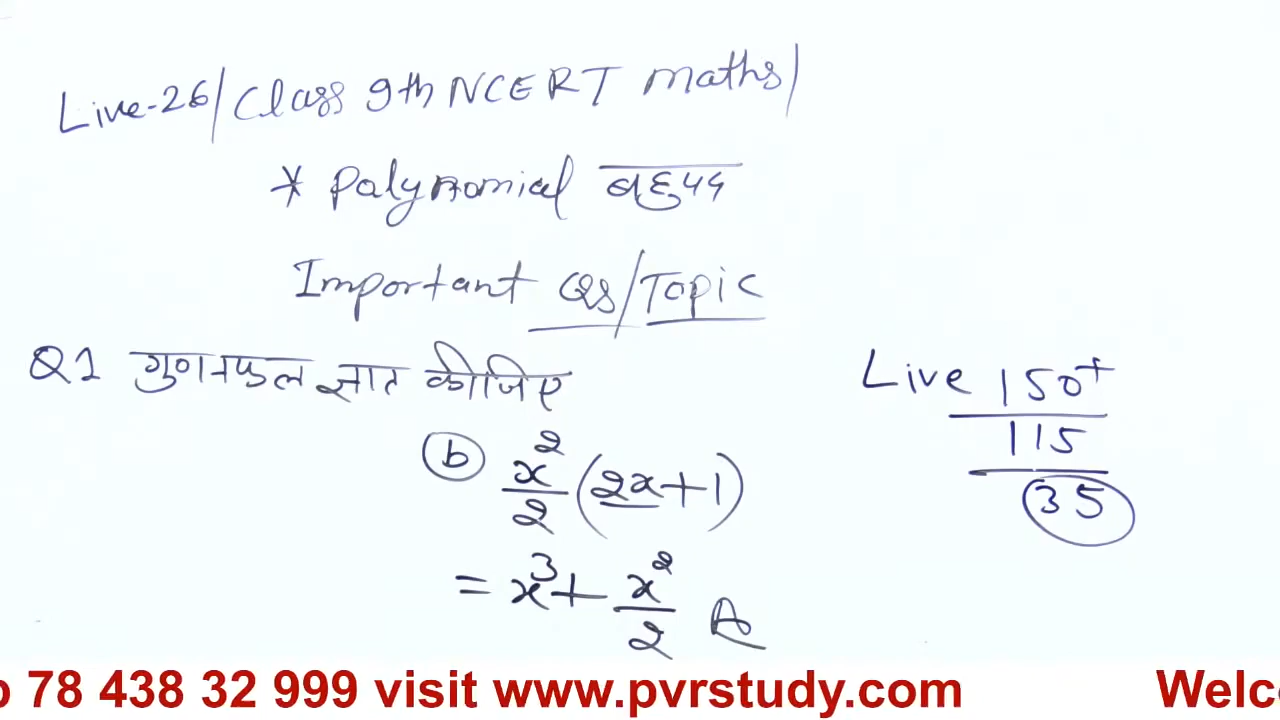 Live-26/Class 9th NCERT maths/
* Polynomial बहुपद
Important Qs/Topic
Q1 गुणनफल ज्ञात कीजिए
(b) x²/2 (2x+1)
= x³ + x²/2 A
Live 150+
115
35
78 438 32 999 visit www.pvrstudy.com Welc